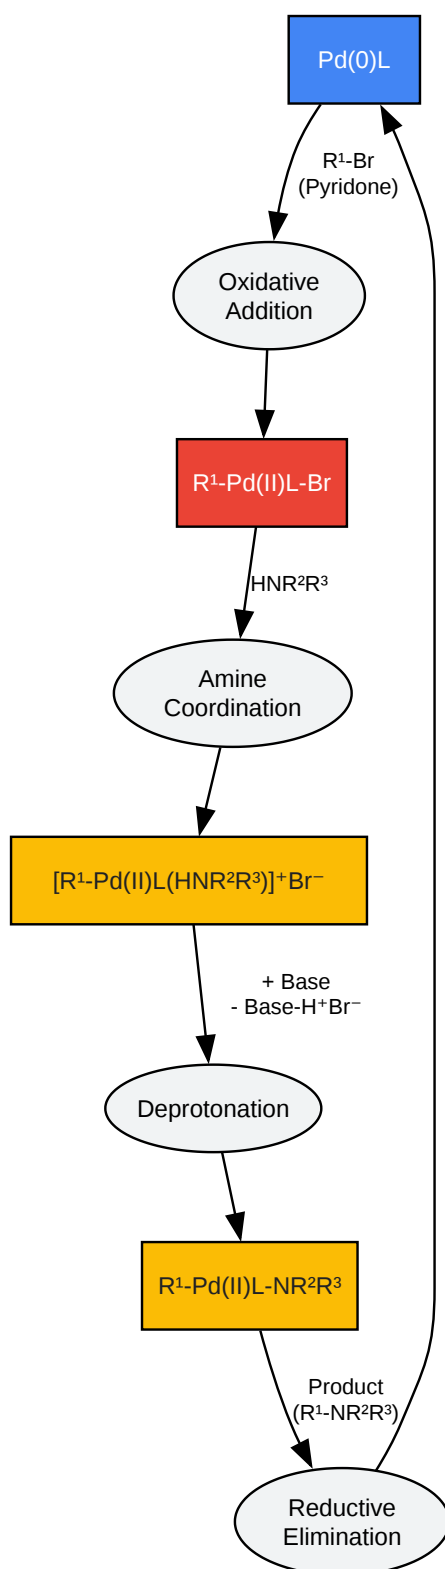 Pd(0)L
R¹-Br
(Pyridone)
Oxidative
Addition
R¹-Pd(II)L-Br
HNR²R³
Amine
Coordination
[R¹-Pd(II)L(HNR²R³)]⁺Br⁻
+ Base
- Base-H⁺Br⁻
Deprotonation
R¹-Pd(II)L-NR²R³
Product
(R¹-NR²R³)
Reductive
Elimination